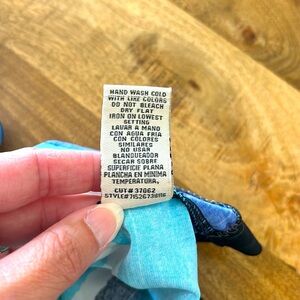 HAND WASH COLD
WITH LIKE COLORS
DO NOT BLEACH
DRY FLAT
IRON ON LOWEST
SETTING
LAVAR A MANO
CON AGUA FRIA
CON COLORES
SIMILARES
NO USAR
BLANQUEADOR
SECAR SOBRE
SUPERFICIE PLANA
PLANCHA EN MINIMA
TEMPERATURA.
CUT# 37862
STYLE#